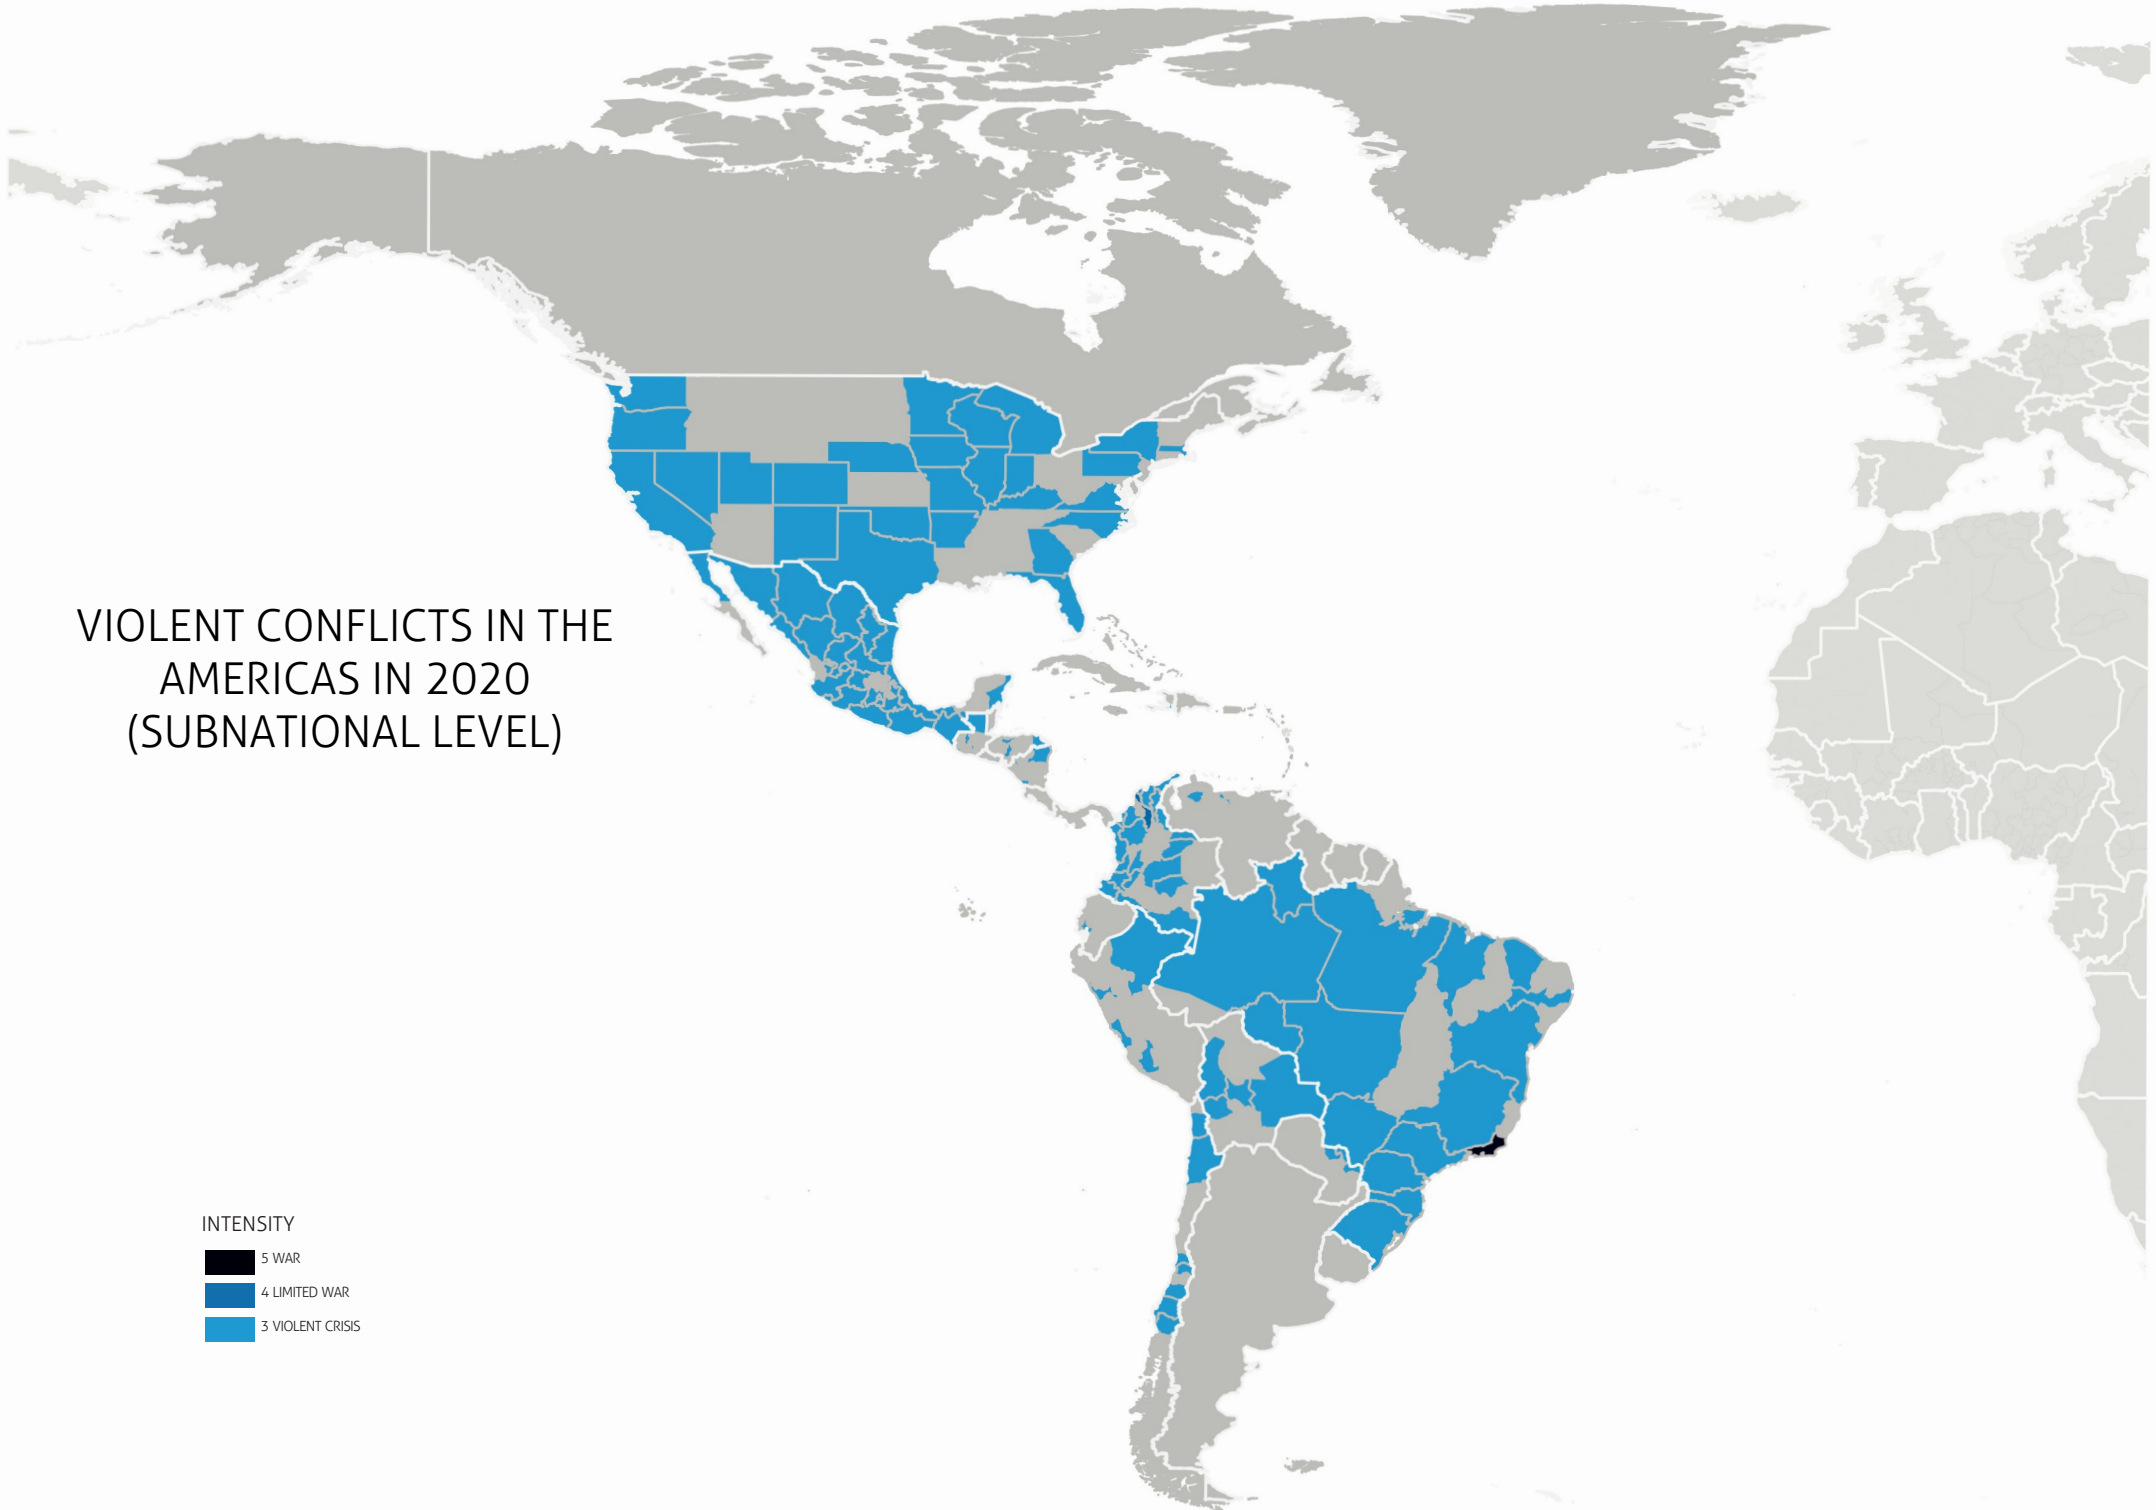 VIOLENT CONFLICTS IN THE
AMERICAS IN 2020
(SUBNATIONAL LEVEL)
INTENSITY
5 WAR
4 LIMITED WAR
3 VIOLENT CRISIS